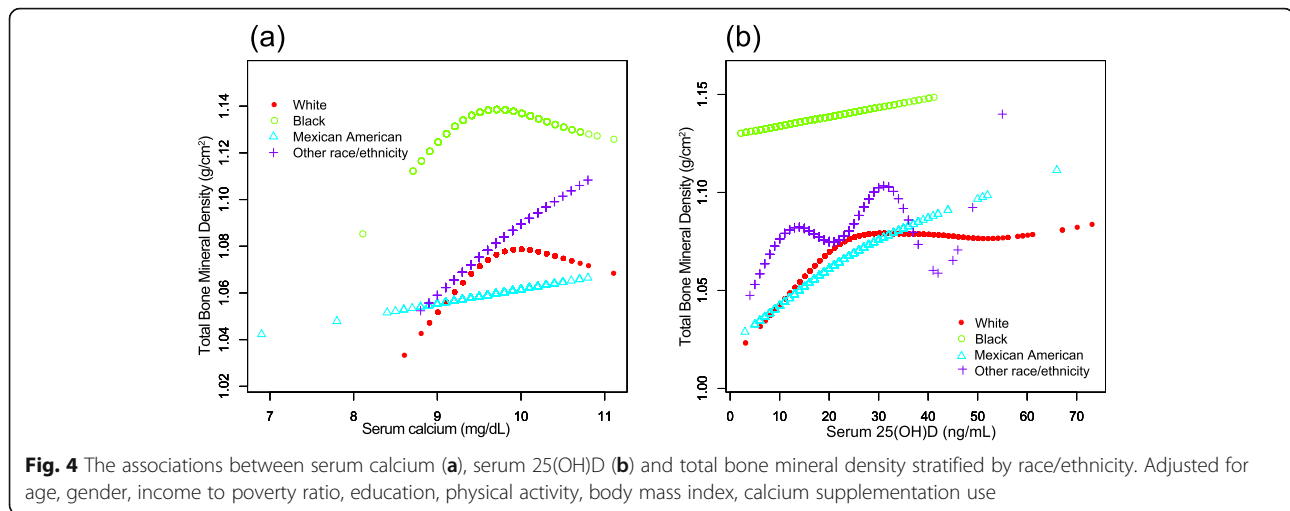 (a)
Total Bone Mineral Density (g/cm²)
1.14
1.12
1.10
1.08
1.06
1.04
1.02
White
Black
Mexican American
Other race/ethnicity
7
8
9
10
11
Serum calcium (mg/dL)
(b)
Total Bone Mineral Density (g/cm²)
1.15
1.10
1.05
1.00
White
Black
Mexican American
Other race/ethnicity
0
10
20
30
40
50
60
70
Serum 25(OH)D (ng/mL)
Fig. 4 The associations between serum calcium (a), serum 25(OH)D (b) and total bone mineral density stratified by race/ethnicity. Adjusted for
age, gender, income to poverty ratio, education, physical activity, body mass index, calcium supplementation use